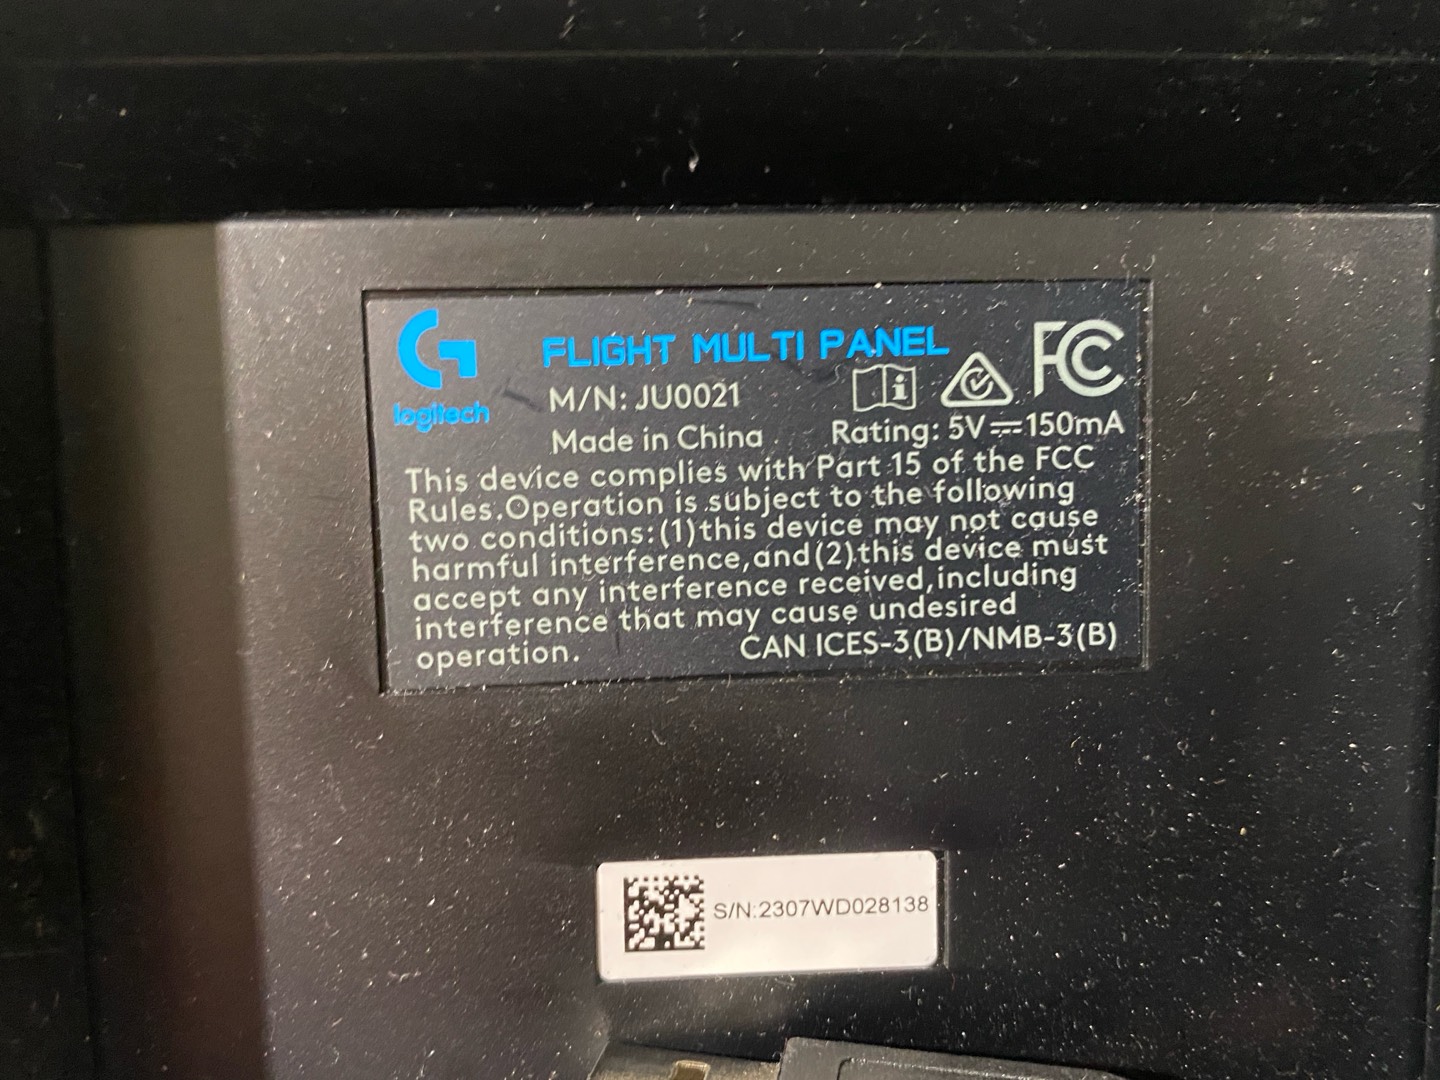 FLIGHT MULTI PANEL
logitech
M/N: JU0021
FC
Made in China
Rating: 5V⎓150mA
This device complies with Part 15 of the FCC
Rules.Operation is subject to the following
two conditions:(1)this device may not cause
harmful interference,and(2).this device must
accept any interference received,including
interference that may cause undesired
operation.
CAN ICES-3(B)/NMB-3(B)
S/N:2307WD028138